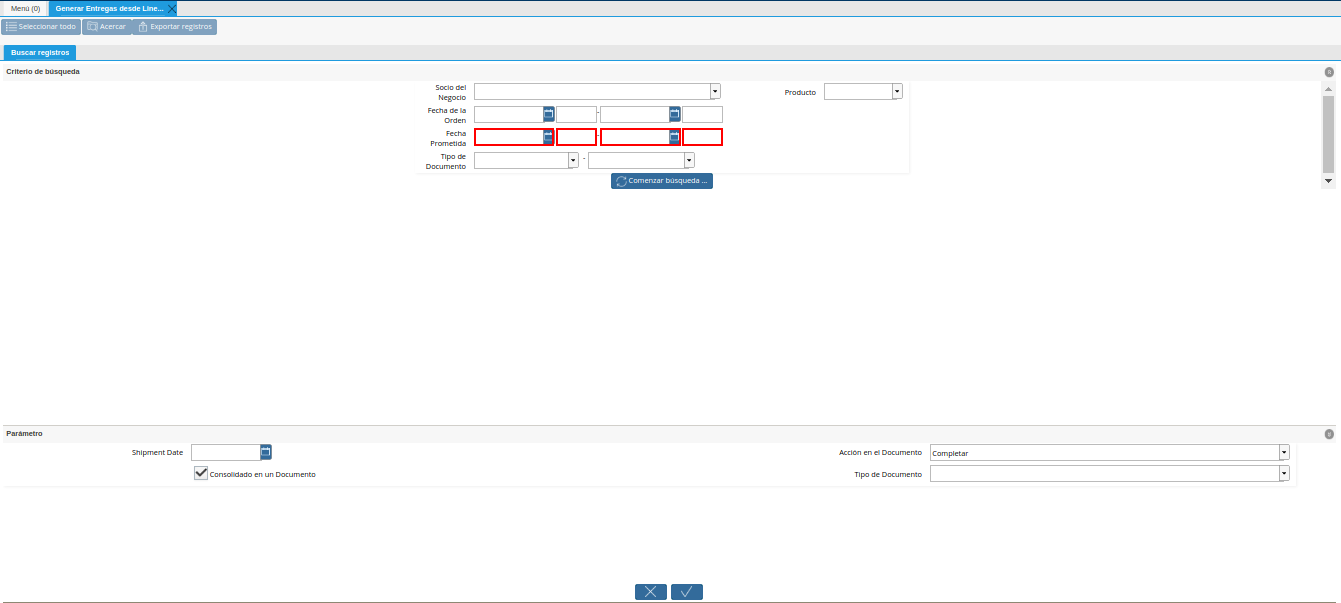 Menú (0)
Generar Entregas desde Line...
Seleccionar todo
Acercar
Exportar registros
Buscar registros
Criterio de búsqueda
Socio del
Negocio
Producto
Fecha de la
Orden
-
Fecha
Prometida
-
Tipo de
Documento
-
Comenzar búsqueda ...
Parámetro
Shipment Date
Acción en el Documento
Completar
Consolidado en un Documento
Tipo de Documento